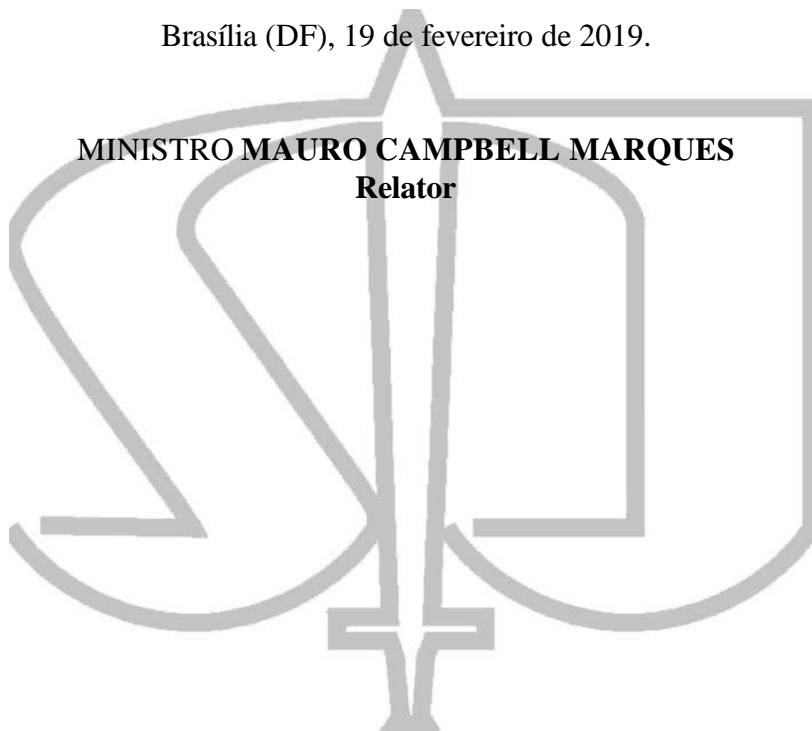 Brasília (DF), 19 de fevereiro de 2019.
MINISTRO MAURO CAMPBELL MARQUES
Relator